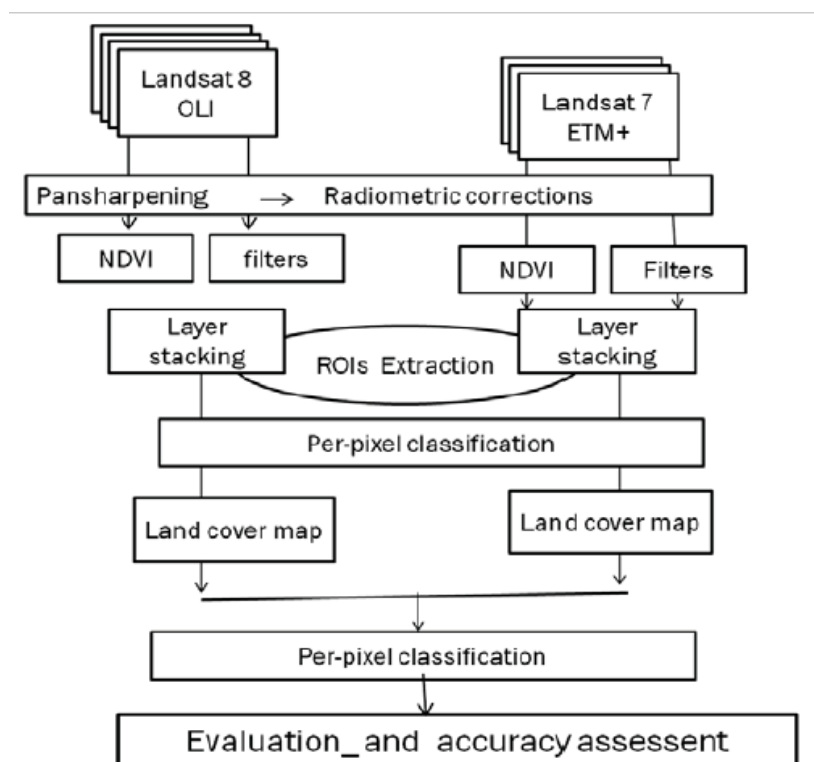 Landsat 8
OLI
Landsat 7
ETM+
Pansharpening → Radiometric corrections
NDVI
filters
NDVI
Filters
Layer
stacking
ROIs Extraction
Layer
stacking
Per-pixel classification
Land cover map
Land cover map
Per-pixel classification
Evaluation_ and accuracy assessent